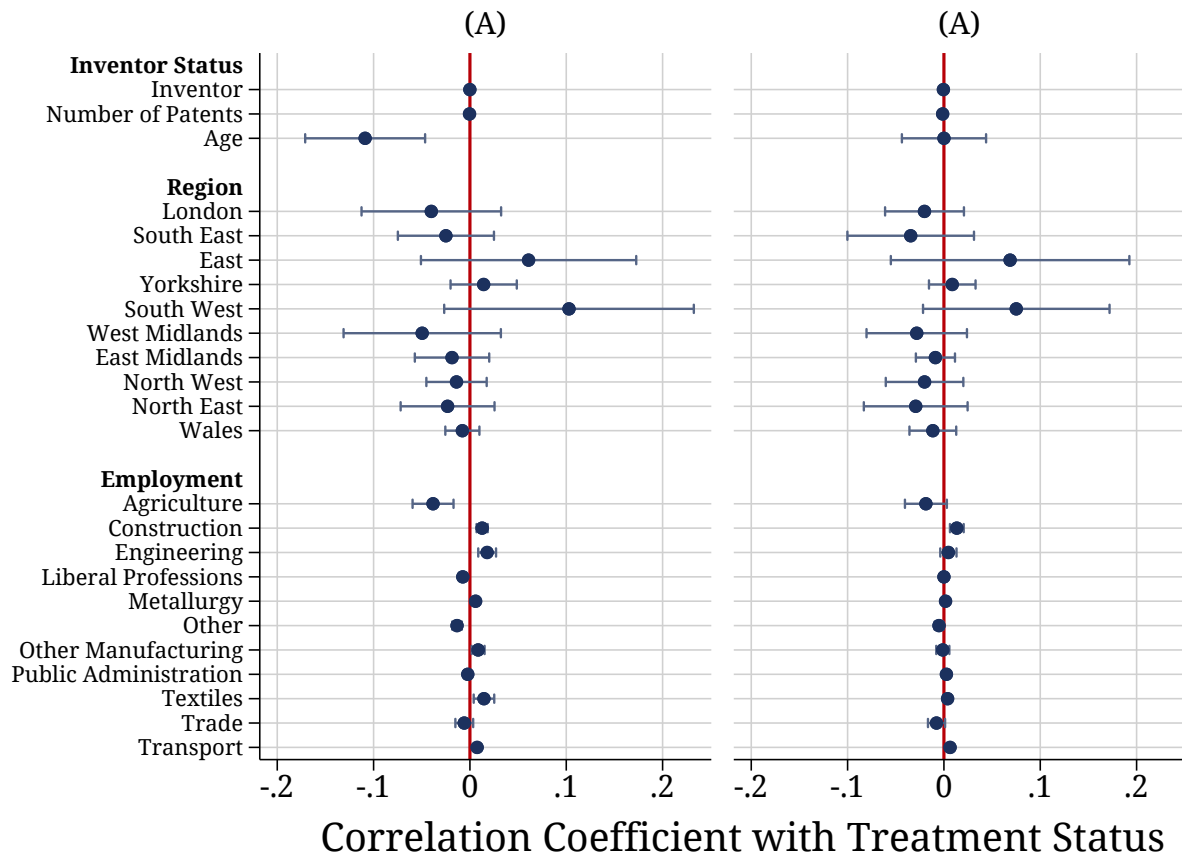 (A) (A)
Inventor Status
Inventor
Number of Patents
Age
Region
London
South East
East
Yorkshire
South West
West Midlands
East Midlands
North West
North East
Wales
Employment
Agriculture
Construction
Engineering
Liberal Professions
Metallurgy
Other
Other Manufacturing
Public Administration
Textiles
Trade
Transport
-.2 -.1 0 .1 .2 -.2 -.1 0 .1 .2
Correlation Coefficient with Treatment Status